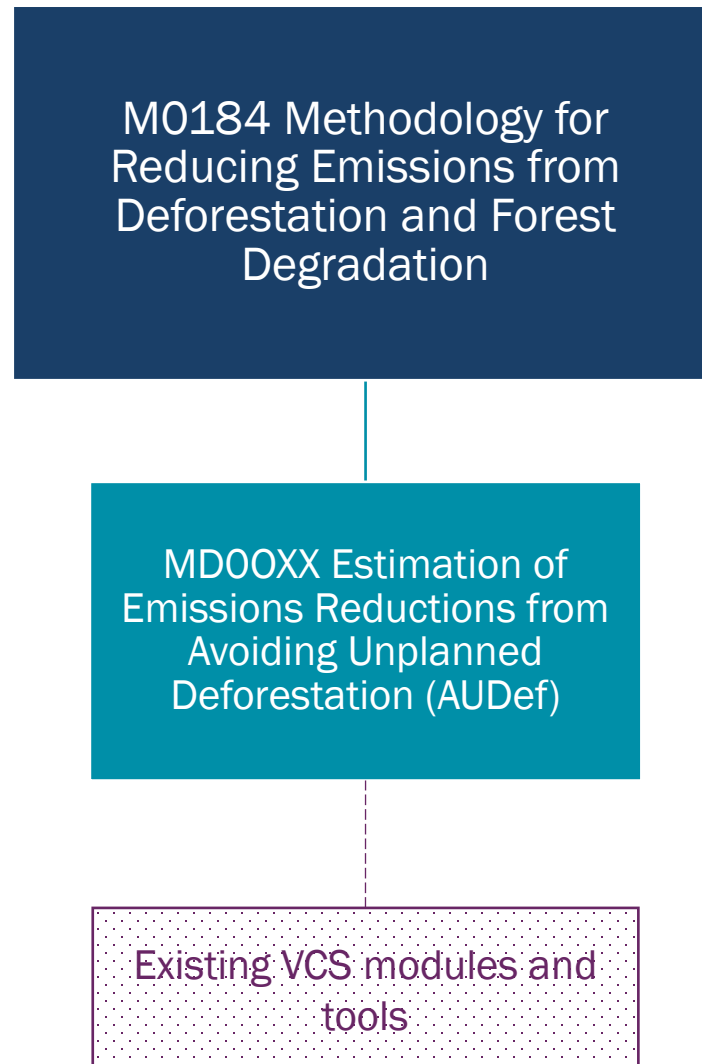 M0184 Methodology for
Reducing Emissions from
Deforestation and Forest
Degradation
MD00XX Estimation of
Emissions Reductions from
Avoiding Unplanned
Deforestation (AUDef)
Existing VCS modules and
tools